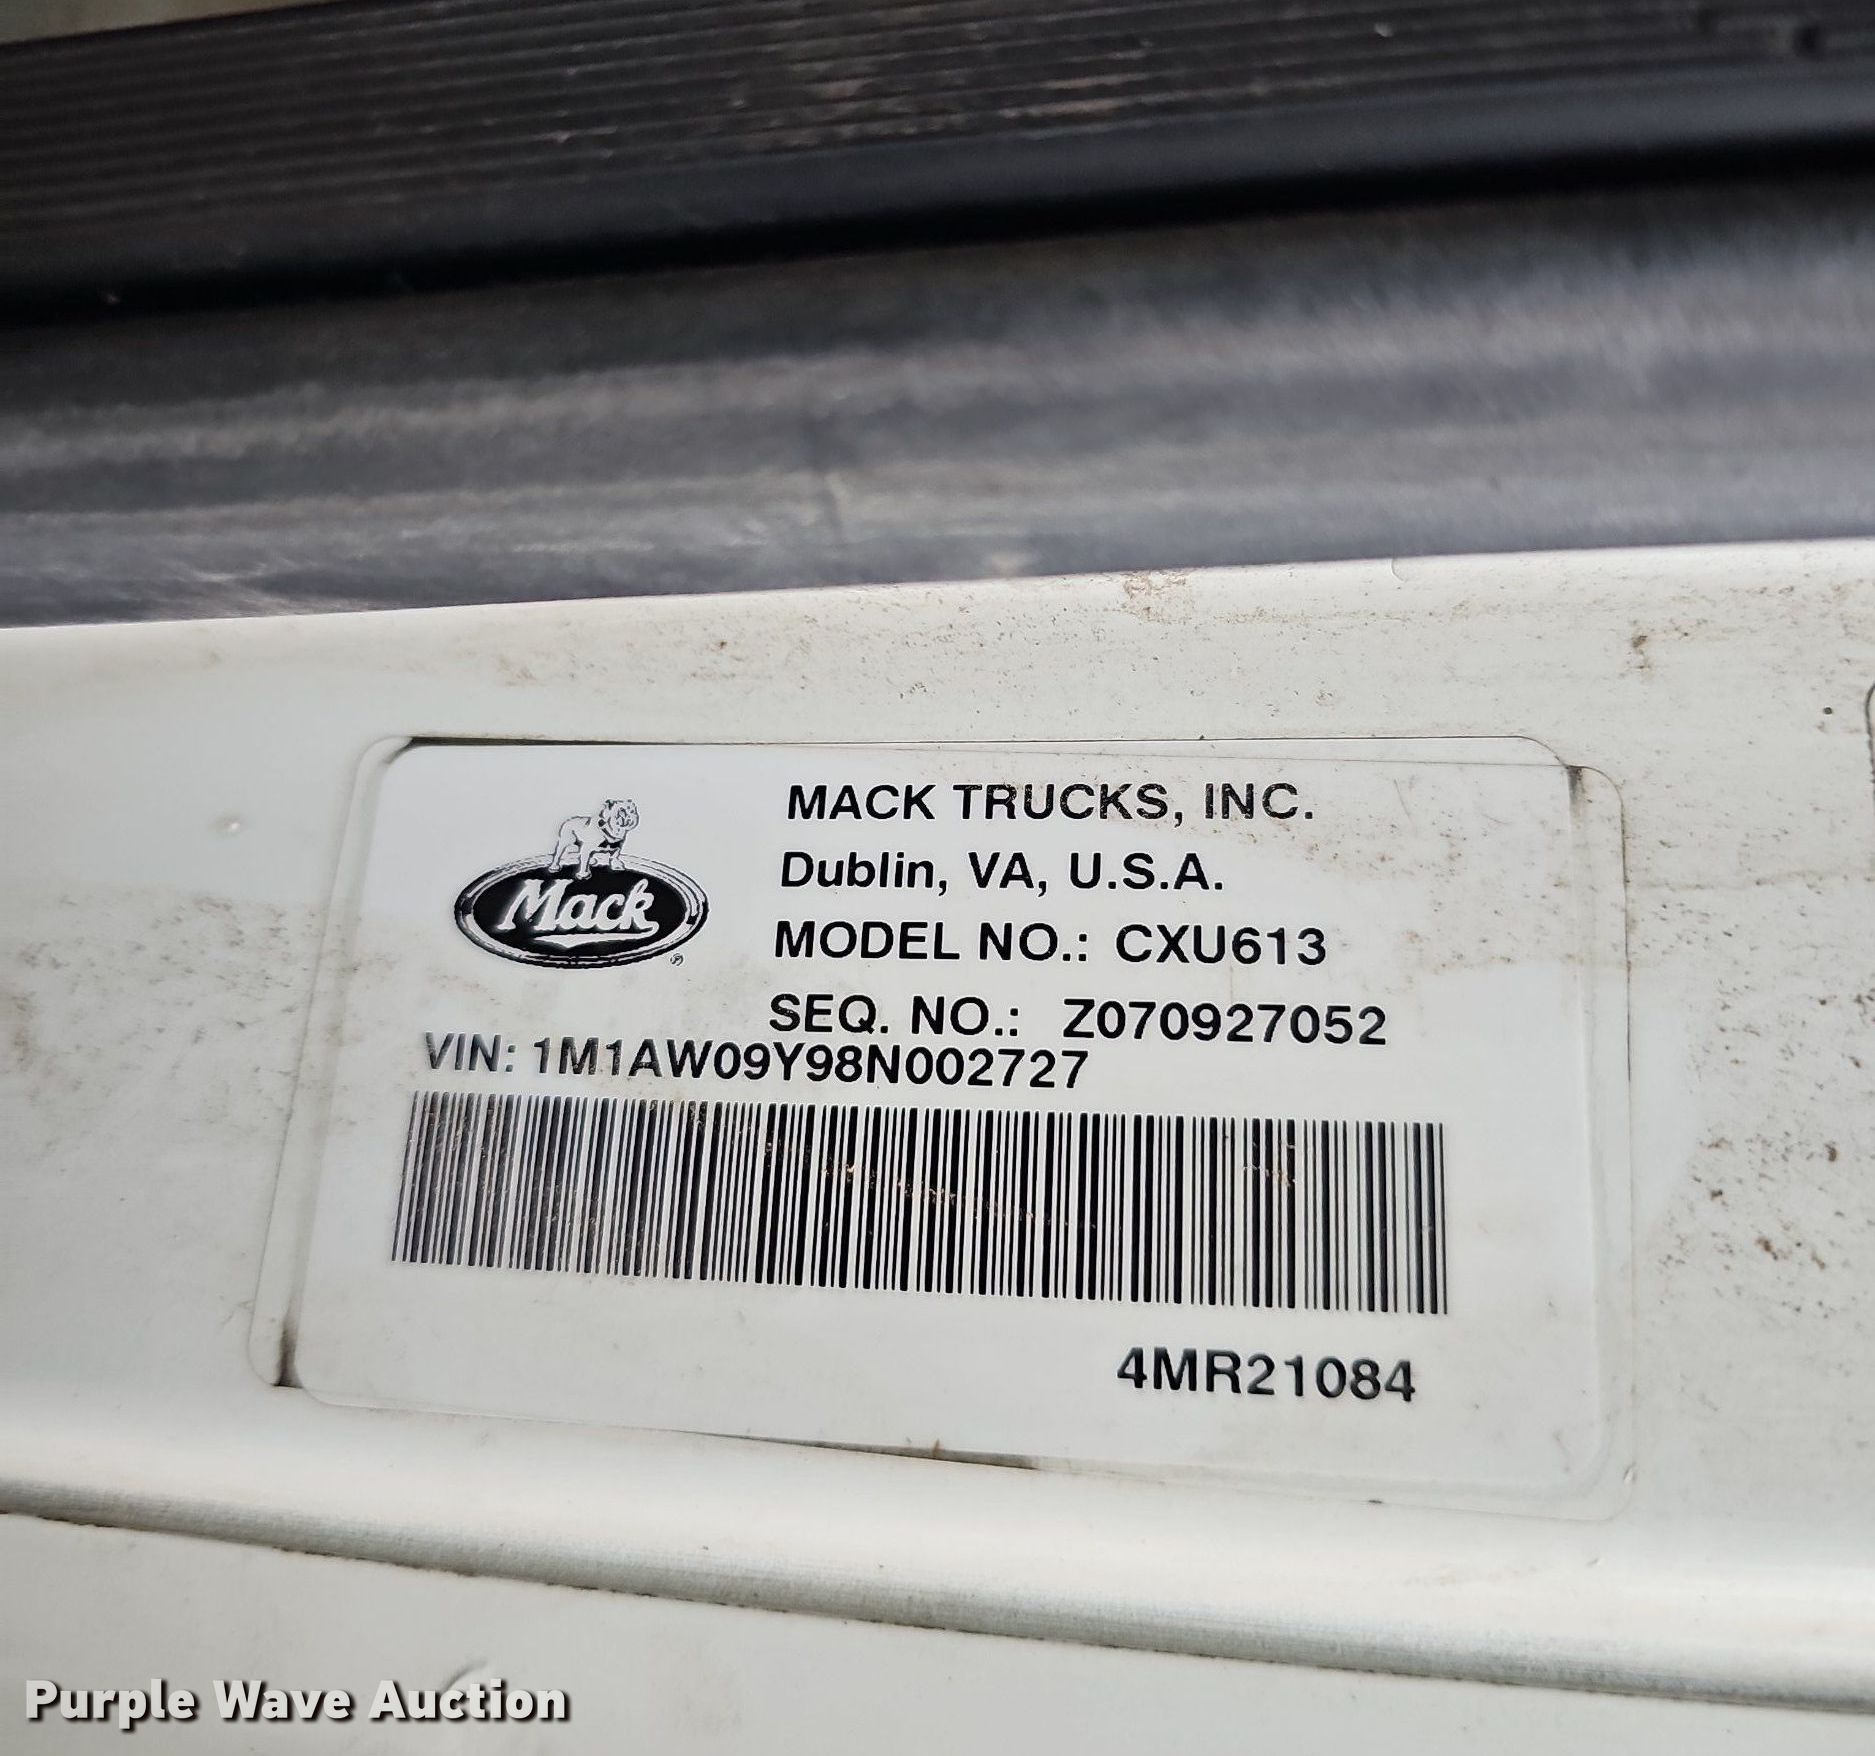 MACK TRUCKS, INC.
Dublin, VA, U.S.A.
Mack
®
MODEL NO.: CXU613
SEQ. NO.: Z070927052
VIN: 1M1AW09Y98N002727
4MR21084
Purple Wave Auction